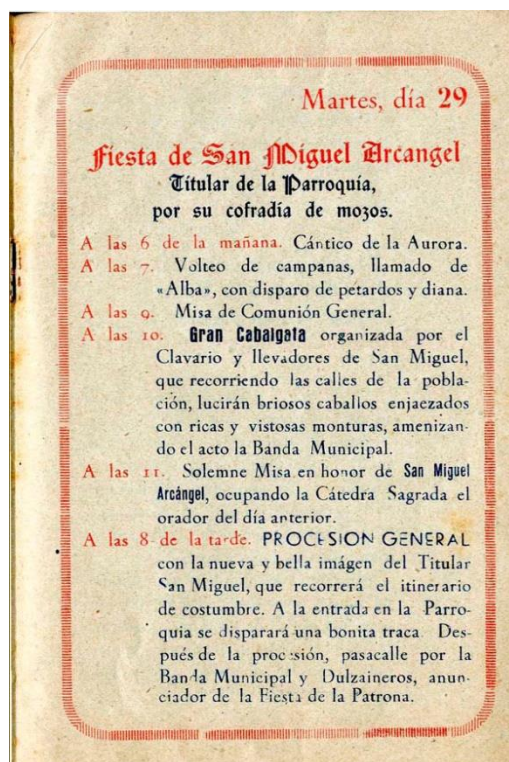 Martes, día 29
Fiesta de San Miguel Arcangel
Titular de la Parroquia,
por su cofradía de mozos.
A las 6 de la mañana. Cántico de la Aurora.
A las 7. Volteo de campanas, llamado de
«Alba», con disparo de petardos y diana.
A las 9. Misa de Comunión General.
A las 10. Gran Cabalgata organizada por el
Clavario y llevadores de San Miguel,
que recorriendo las calles de la pobla-
ción, lucirán briosos caballos enjaezados
con ricas y vistosas monturas, amenizan-
do el acto la Banda Municipal.
A las 11. Solemne Misa en honor de San Miguel
Arcángel, ocupando la Cátedra Sagrada el
orador del día anterior.
A las 8 de la tarde. PROCESION GENERAL
con la nueva y bella imágen del Titular
San Miguel, que recorrerá el itinerario
de costumbre. A la entrada en la Parro-
quia se disparará una bonita traca. Des-
pués de la procesión, pasacalle por la
Banda Municipal y Dulzaineros, anun-
ciador de la Fiesta de la Patrona.